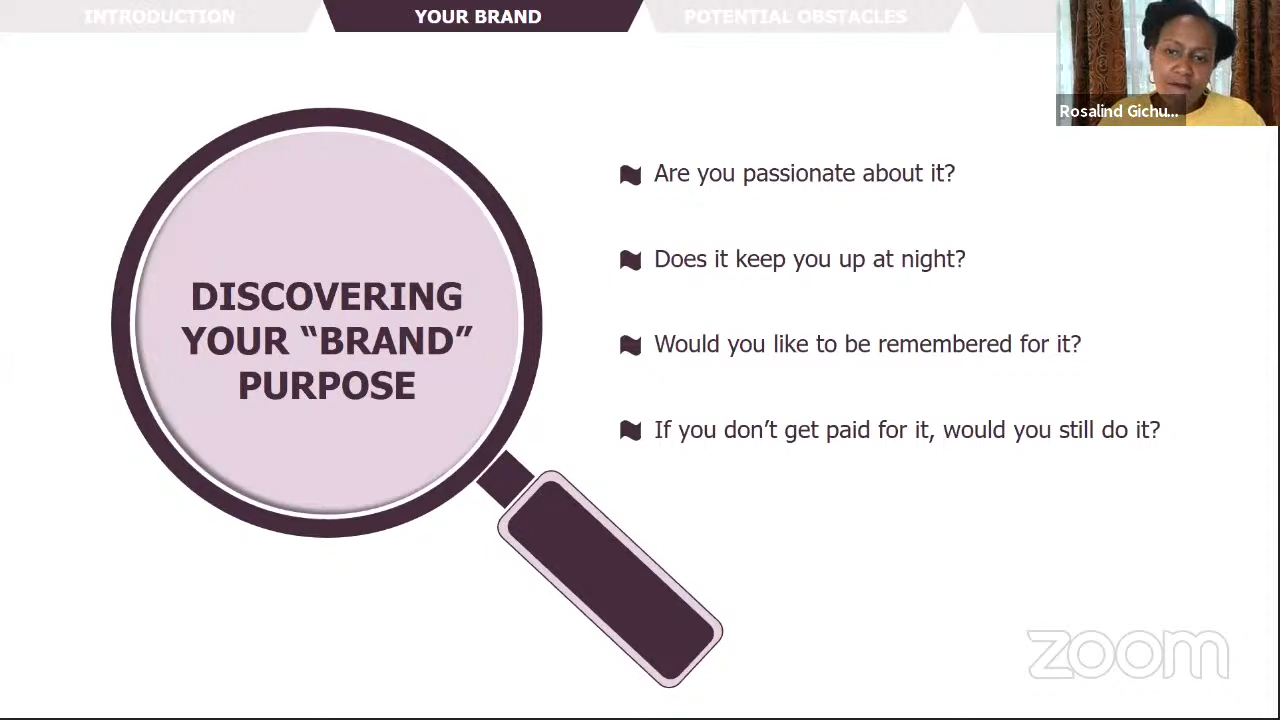 INTRODUCTION
YOUR BRAND
POTENTIAL OBSTACLES
Rosalind Gichu...
DISCOVERING
YOUR “BRAND”
PURPOSE
Are you passionate about it?
Does it keep you up at night?
Would you like to be remembered for it?
If you don’t get paid for it, would you still do it?
zoom